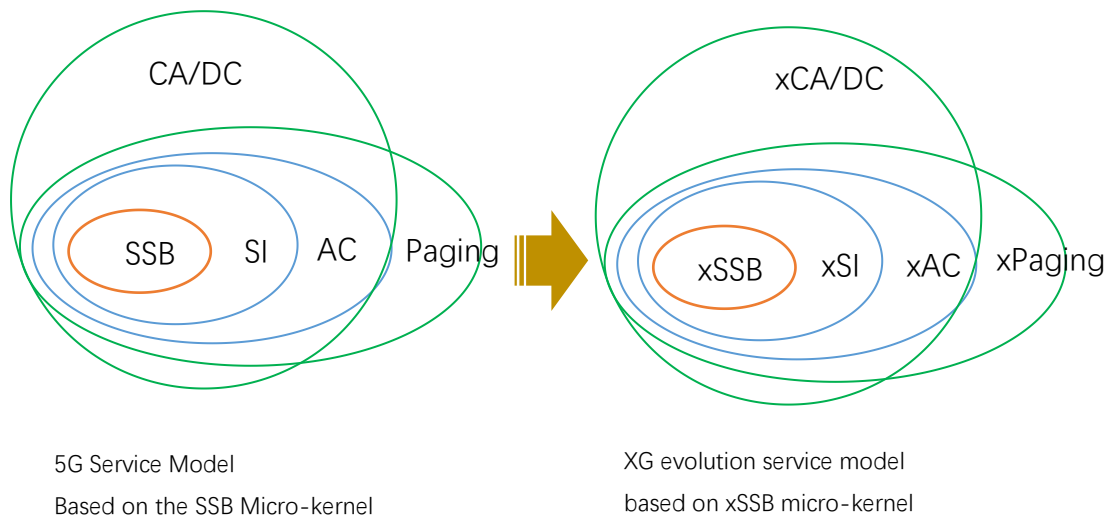 CA/DC
SSB
SI
AC
Paging
5G Service Model
Based on the SSB Micro-kernel
xCA/DC
xSSB
xSI
xAC
xPaging
XG evolution service model
based on xSSB micro-kernel